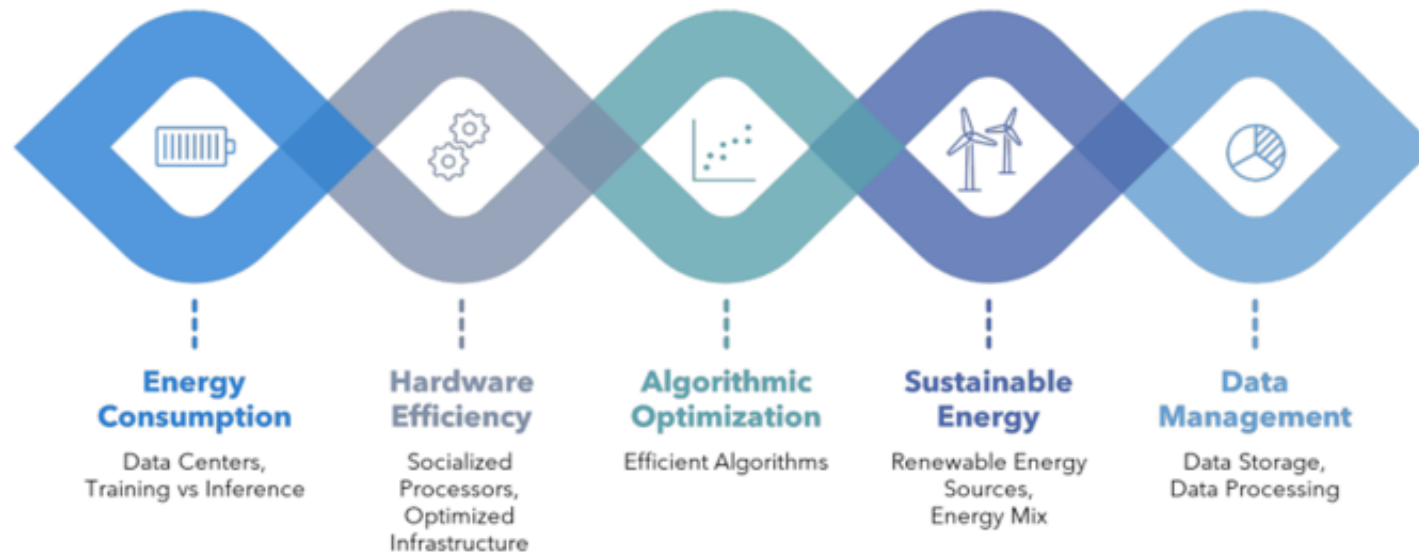 Energy
Consumption
Data Centers,
Training vs Inference
Hardware
Efficiency
Socialized
Processors,
Optimized
Infrastructure
Algorithmic
Optimization
Efficient Algorithms
Sustainable
Energy
Renewable Energy
Sources,
Energy Mix
Data
Management
Data Storage,
Data Processing